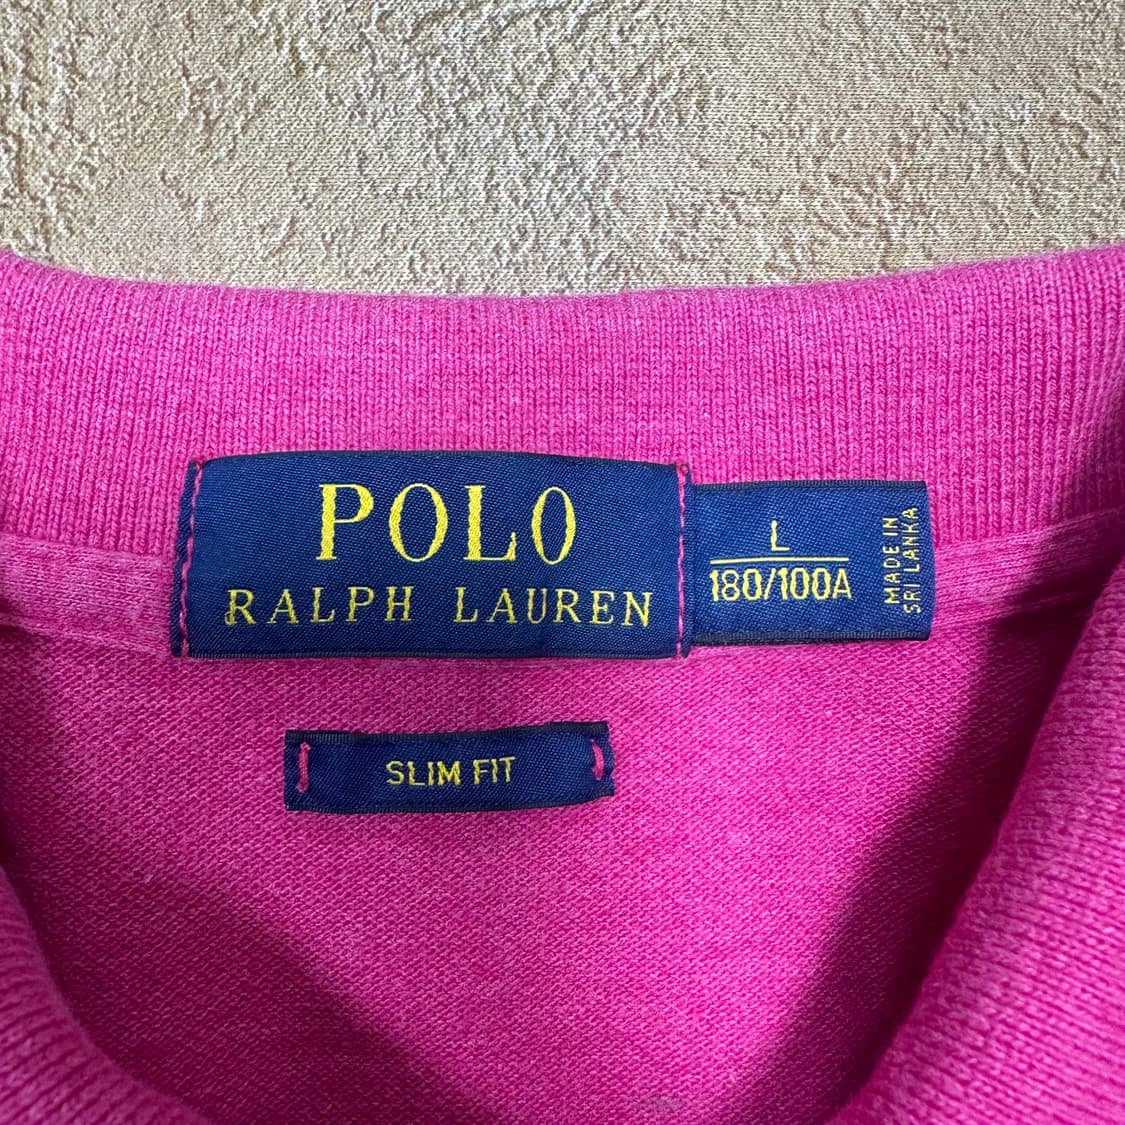 POLO
RALPH LAUREN
L
180/100A
MADE IN
SRI LANKA
SLIM FIT